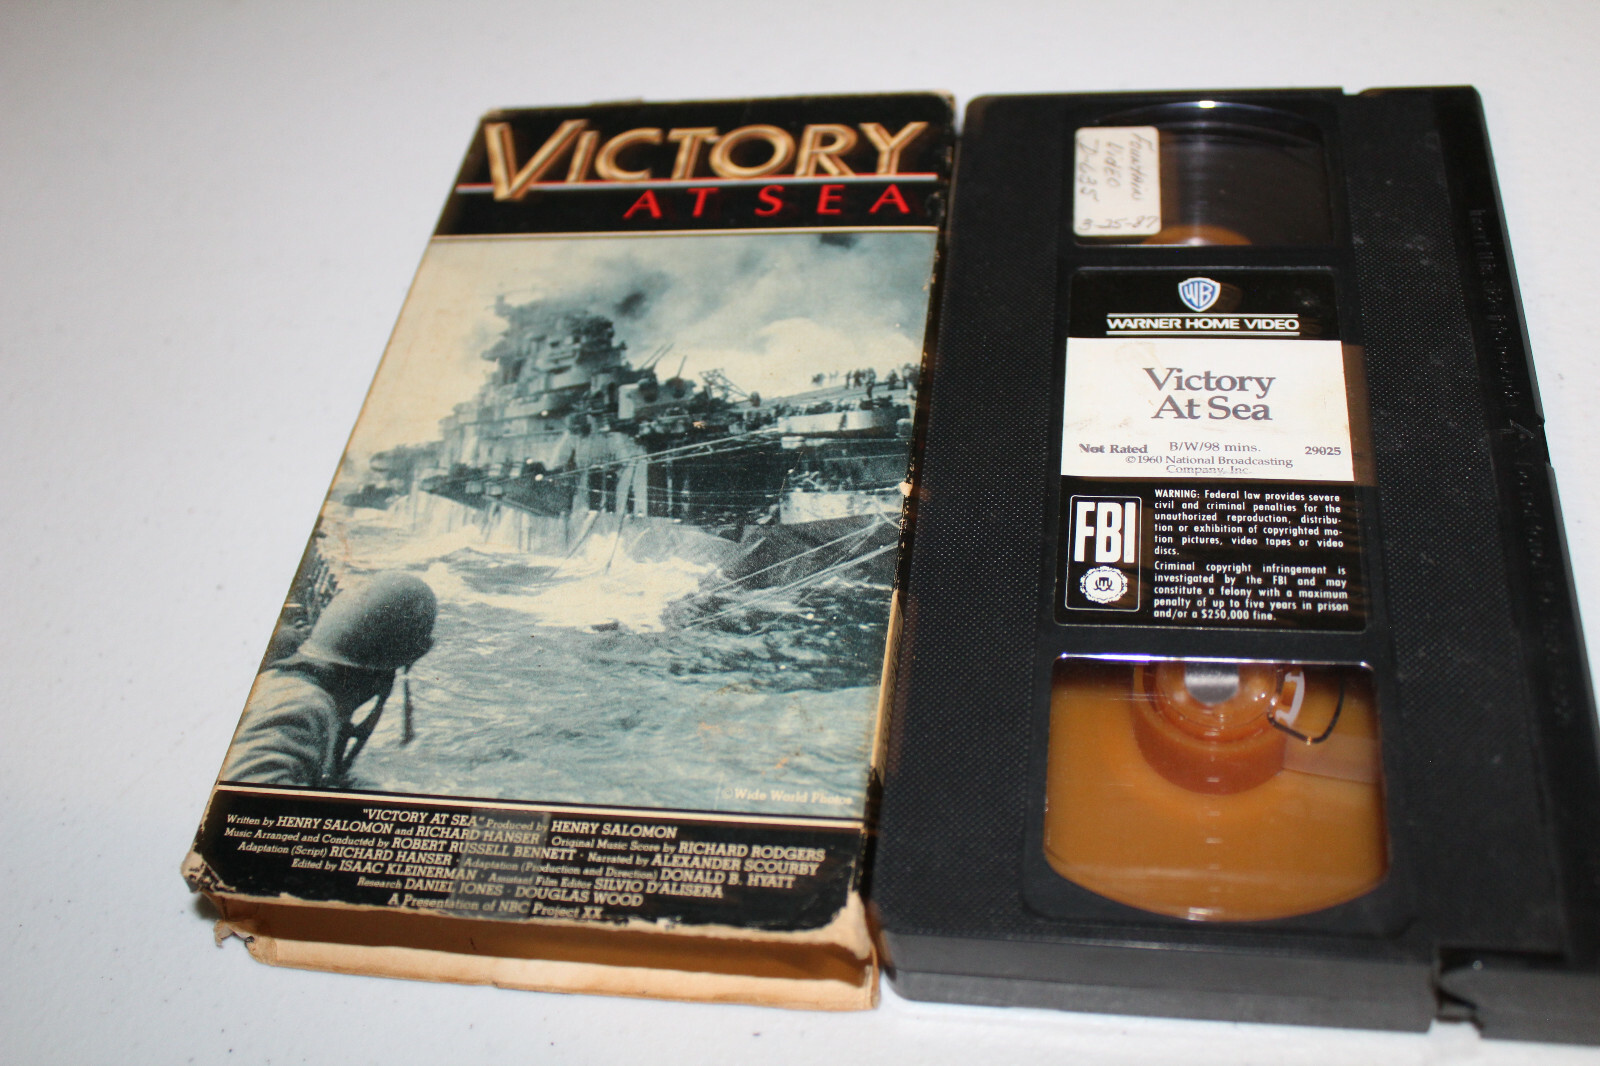 VICTORY
AT SEA
©Wide World Photos
"VICTORY AT SEA" Produced by HENRY SALOMON
Written by HENRY SALOMON and RICHARD HANSER · Original Music Score by RICHARD RODGERS
Music Arranged and Conducted by ROBERT RUSSELL BENNETT · Narrated by ALEXANDER SCOURBY
Adaptation (Script) RICHARD HANSER · Adaptation (Production and Direction) DONALD B. HYATT
Edited by ISAAC KLEINERMAN · Assistant Film Editor SILVIO D'ALISERA
Research DANIEL JONES · DOUGLAS WOOD
A Presentation of NBC Project XX
Fountain
Video
3-25-87
WB
WARNER HOME VIDEO
Victory
At Sea
Not Rated B/W/98 mins. 29025
©1960 National Broadcasting
Company, Inc.
FBI
WARNING: Federal law provides severe
civil and criminal penalties for the
unauthorized reproduction, distribu-
tion or exhibition of copyrighted mo-
tion pictures, video tapes or video
discs.
Criminal copyright infringement is
investigated by the FBI and may
constitute a felony with a maximum
penalty of up to five years in prison
and/or a $250,000 fine.